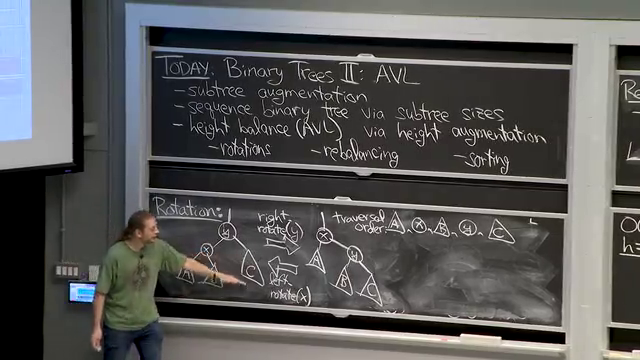 TODAY: Binary Trees II: AVL
- subtree augmentation
- sequence binary tree via subtree sizes
- height balance (AVL) via height augmentation
- rotations - rebalancing - sorting
Rotation:
y
x
A
C
right
rotate(y)
rotate(x)
x
y
A
B
C
traversal
order: A, x, B, y, C